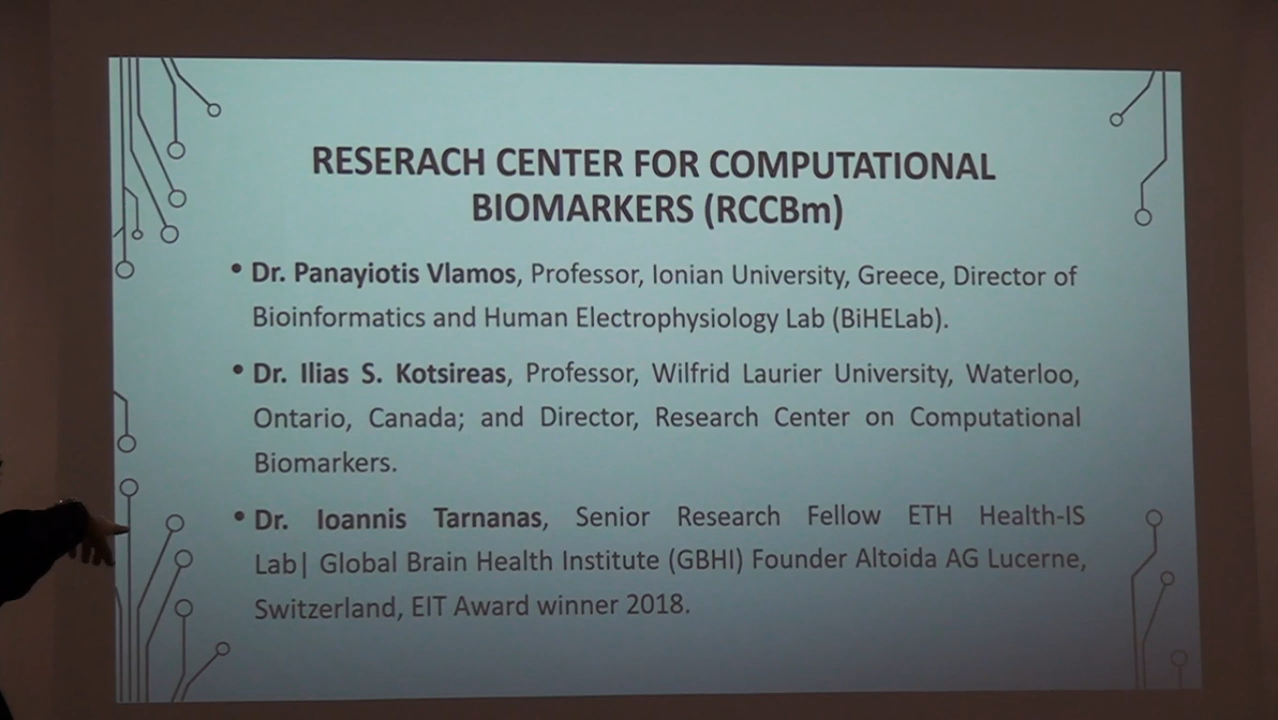 RESERACH CENTER FOR COMPUTATIONAL
BIOMARKERS (RCCBm)
• Dr. Panayiotis Vlamos, Professor, Ionian University, Greece, Director of
Bioinformatics and Human Electrophysiology Lab (BiHELab).
• Dr. Ilias S. Kotsireas, Professor, Wilfrid Laurier University, Waterloo,
Ontario, Canada; and Director, Research Center on Computational
Biomarkers.
• Dr. Ioannis Tarnanas, Senior Research Fellow ETH Health-IS
Lab| Global Brain Health Institute (GBHI) Founder Altoida AG Lucerne,
Switzerland, EIT Award winner 2018.